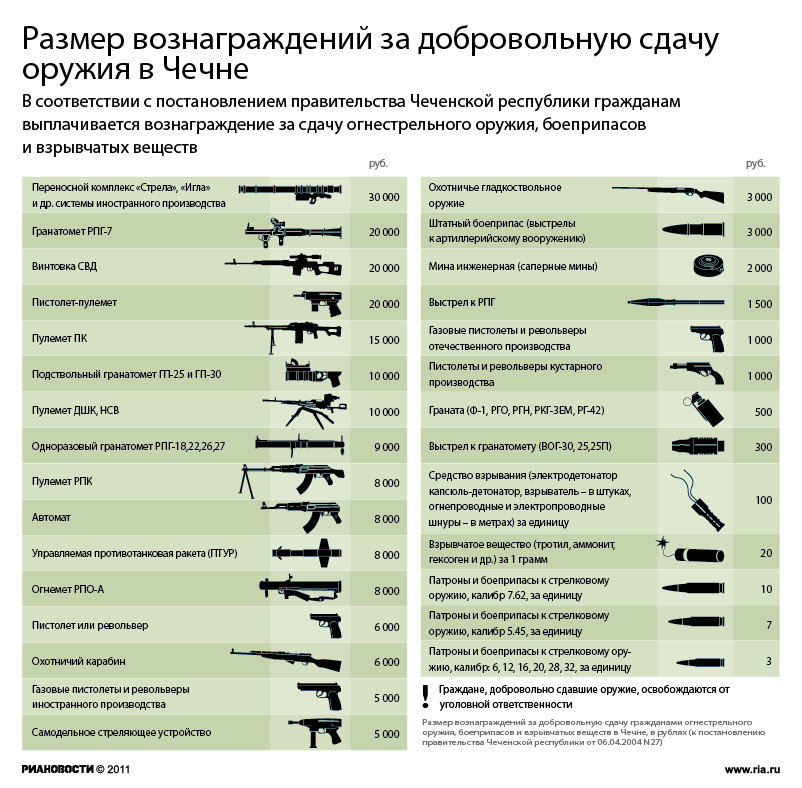 Размер вознаграждений за добровольную сдачу
оружия в Чечне
В соответствии с постановлением правительства Чеченской республики гражданам
выплачивается вознаграждение за сдачу огнестрельного оружия, боеприпасов
и взрывчатых веществ
руб.
Переносной комплекс «Стрела», «Игла»
и др. системы иностранного производства
30 000
Гранатомет РПГ-7
20 000
Винтовка СВД
20 000
Пистолет-пулемет
20 000
Пулемет ПК
15 000
Подствольный гранатомет ГП-25 и ГП-30
10 000
Пулемет ДШК, НСВ
10 000
Одноразовый гранатомет РПГ-18,22,26,27
9 000
Пулемет РПК
8 000
Автомат
8 000
Управляемая противотанковая ракета (ПТУР)
8 000
Огнемет РПО-А
8 000
Пистолет или револьвер
6 000
Охотничий карабин
6 000
Газовые пистолеты и револьверы
иностранного производства
5 000
Самодельное стреляющее устройство
5 000
руб.
Охотничье гладкоствольное
оружие
3 000
Штатный боеприпас (выстрелы
к артиллерийскому вооружению)
3 000
Мина инженерная (саперные мины)
2 000
Выстрел к РПГ
1 500
Газовые пистолеты и револьверы
отечественного производства
1 000
Пистолеты и револьверы кустарного
производства
1 000
Граната (Ф-1, РГО, РГН, РКГ-3ЕМ, РГ-42)
500
Выстрел к гранатомету (ВОГ-30, 25,25П)
300
Средство взрывания (электродетонатор
капсюль-детонатор, взрыватель – в штуках,
огнепроводные и электропроводные
шнуры – в метрах) за единицу
100
Взрывчатое вещество (тротил, аммонит,
гексоген и др.) за 1 грамм
20
Патроны и боеприпасы к стрелковому
оружию, калибр 7.62, за единицу
10
Патроны и боеприпасы к стрелковому
оружию, калибр 5.45, за единицу
7
Патроны и боеприпасы к стрелковому ору-
жию, калибр: 6, 12, 16, 20, 28, 32, за единицу
3
! Граждане, добровольно сдавшие оружие, освобождаются от
уголовной ответственности
Размер вознаграждений за добровольную сдачу гражданами огнестрельного
оружия, боеприпасов и взрывчатых веществ в Чечне, в рублях (к постановлению
правительства Чеченской республики от 06.04.2004 N27)
РИАНОВОСТИ © 2011
www.ria.ru